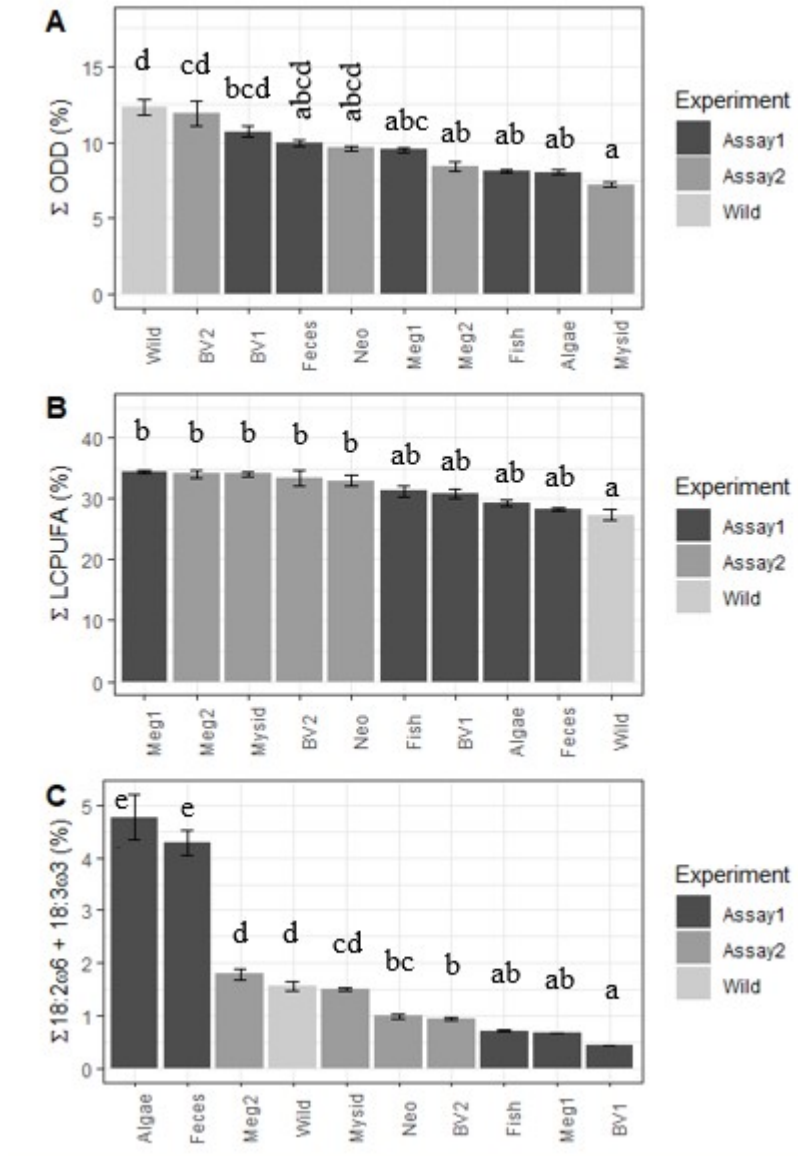 A
Σ ODD (%)
15
10
5
0
d cd bcd abcd abcd abc ab ab ab a
Wild BV2 BV1 Feces Neo Meg1 Meg2 Fish Algae Mysid
Experiment
Assay1
Assay2
Wild
B
Σ LCPUFA (%)
40
30
20
10
0
b b b b b ab ab ab ab a
Meg1 Meg2 Mysid BV2 Neo Fish BV1 Algae Feces Wild
Experiment
Assay1
Assay2
Wild
C
Σ18:2ω6 + 18:3ω3 (%)
5
4
3
2
1
0
e e d d cd bc b ab ab a
Algae Feces Meg2 Wild Mysid Neo BV2 Fish Meg1 BV1
Experiment
Assay1
Assay2
Wild